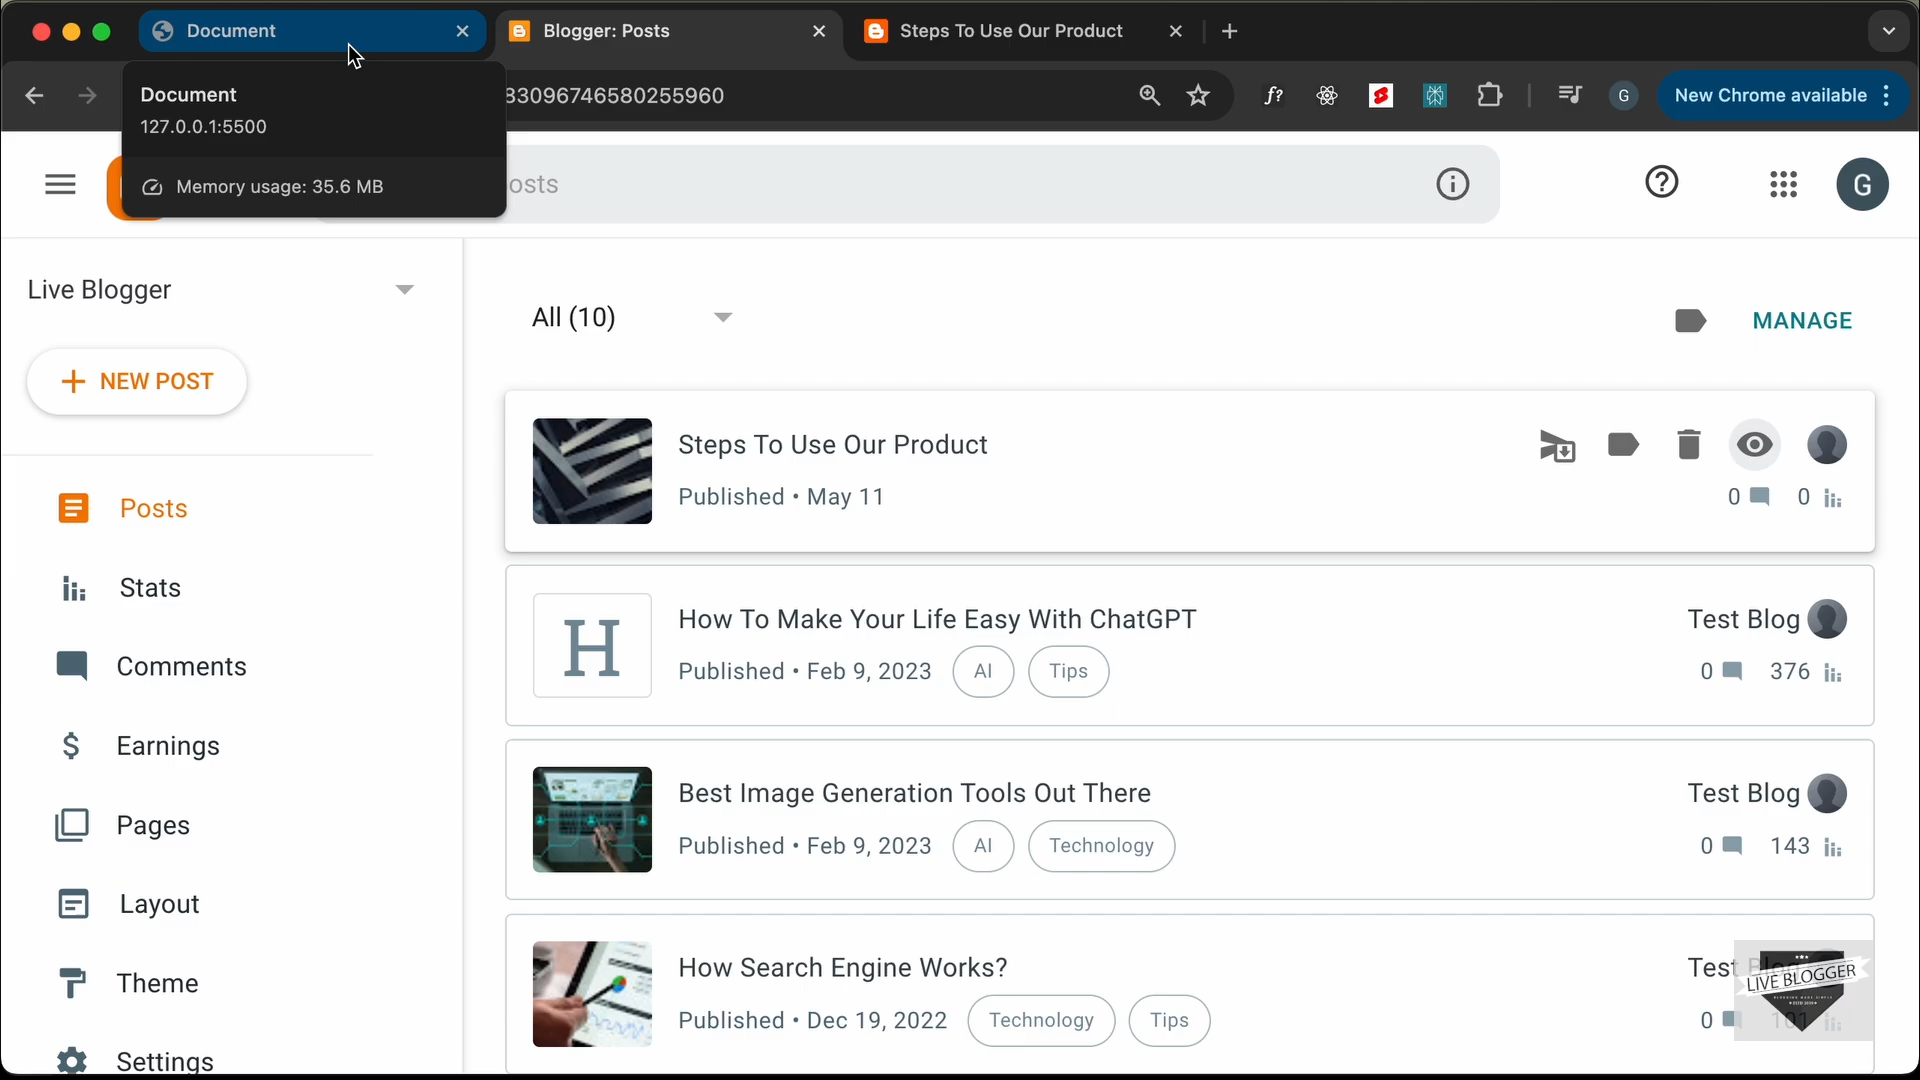 Document
Blogger: Posts
Steps To Use Our Product
Document
127.0.0.1:5500
Memory usage: 35.6 MB
33096746580255960
f?
G
New Chrome available
osts
G
Live Blogger
NEW POST
Posts
Stats
Comments
Earnings
Pages
Layout
Theme
Settings
All (10)
MANAGE
Steps To Use Our Product
Published • May 11
0 0
H
How To Make Your Life Easy With ChatGPT
Test Blog
Published • Feb 9, 2023 AI Tips
0 376
Best Image Generation Tools Out There
Test Blog
Published • Feb 9, 2023 AI Technology
0 143
How Search Engine Works?
Test
Published • Dec 19, 2022 Technology Tips
0 101
LIVE BLOGGER